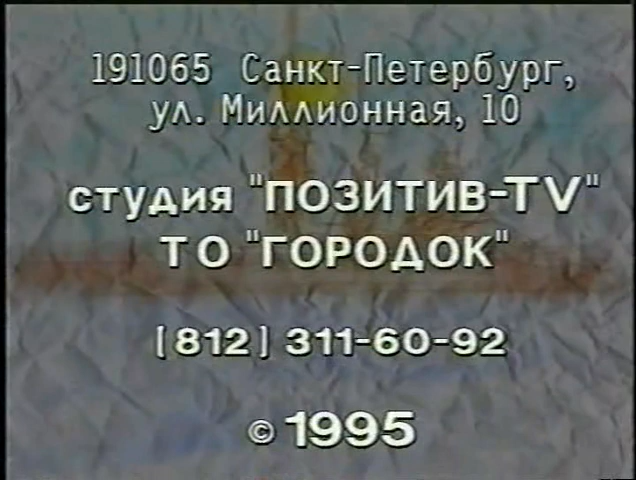 191065 Санкт-Петербург,
ул. Миллионная, 10
студия "ПОЗИТИВ-TV"
ТО "ГОРОДОК"
(812) 311-60-92
© 1995